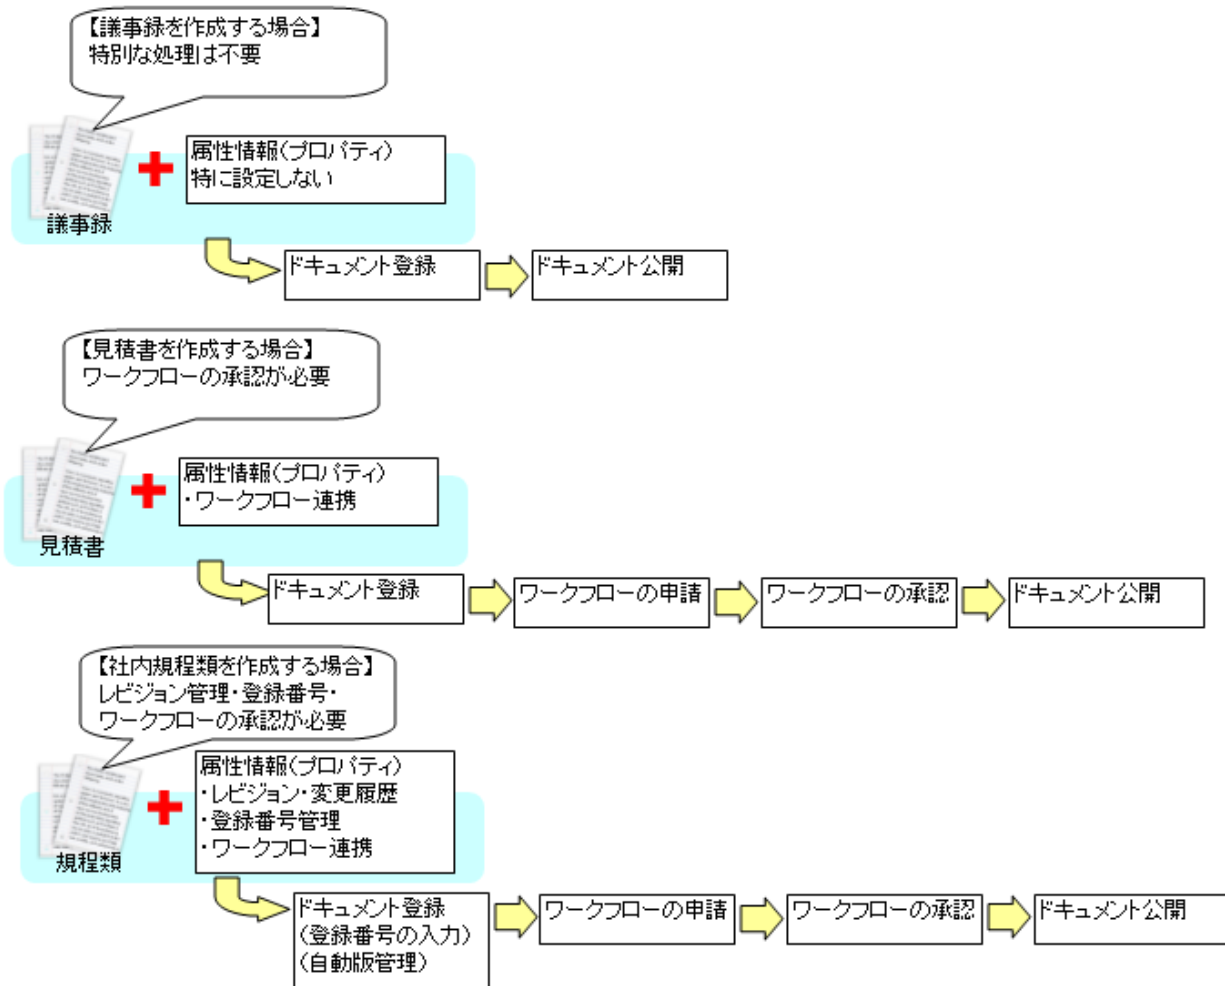 【議事録を作成する場合】
特別な処理は不要
属性情報(プロパティ)
特に設定しない
議事録
ドキュメント登録
ドキュメント公開
【見積書を作成する場合】
ワークフローの承認が必要
属性情報(プロパティ)
・ワークフロー連携
見積書
ドキュメント登録
ワークフローの申請
ワークフローの承認
ドキュメント公開
【社内規程類を作成する場合】
レビジョン管理・登録番号・
ワークフローの承認が必要
属性情報(プロパティ)
・レビジョン・変更履歴
・登録番号管理
・ワークフロー連携
規程類
ドキュメント登録
(登録番号の入力)
(自動版管理)
ワークフローの申請
ワークフローの承認
ドキュメント公開